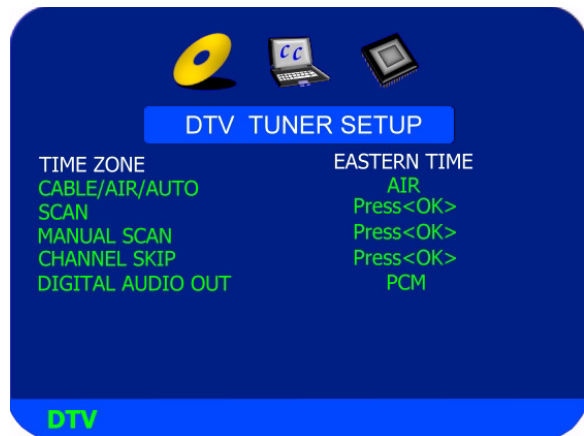 CC
DTV TUNER SETUP
TIME ZONE EASTERN TIME
CABLE/AIR/AUTO AIR
SCAN Press<OK>
MANUAL SCAN Press<OK>
CHANNEL SKIP Press<OK>
DIGITAL AUDIO OUT PCM
DTV